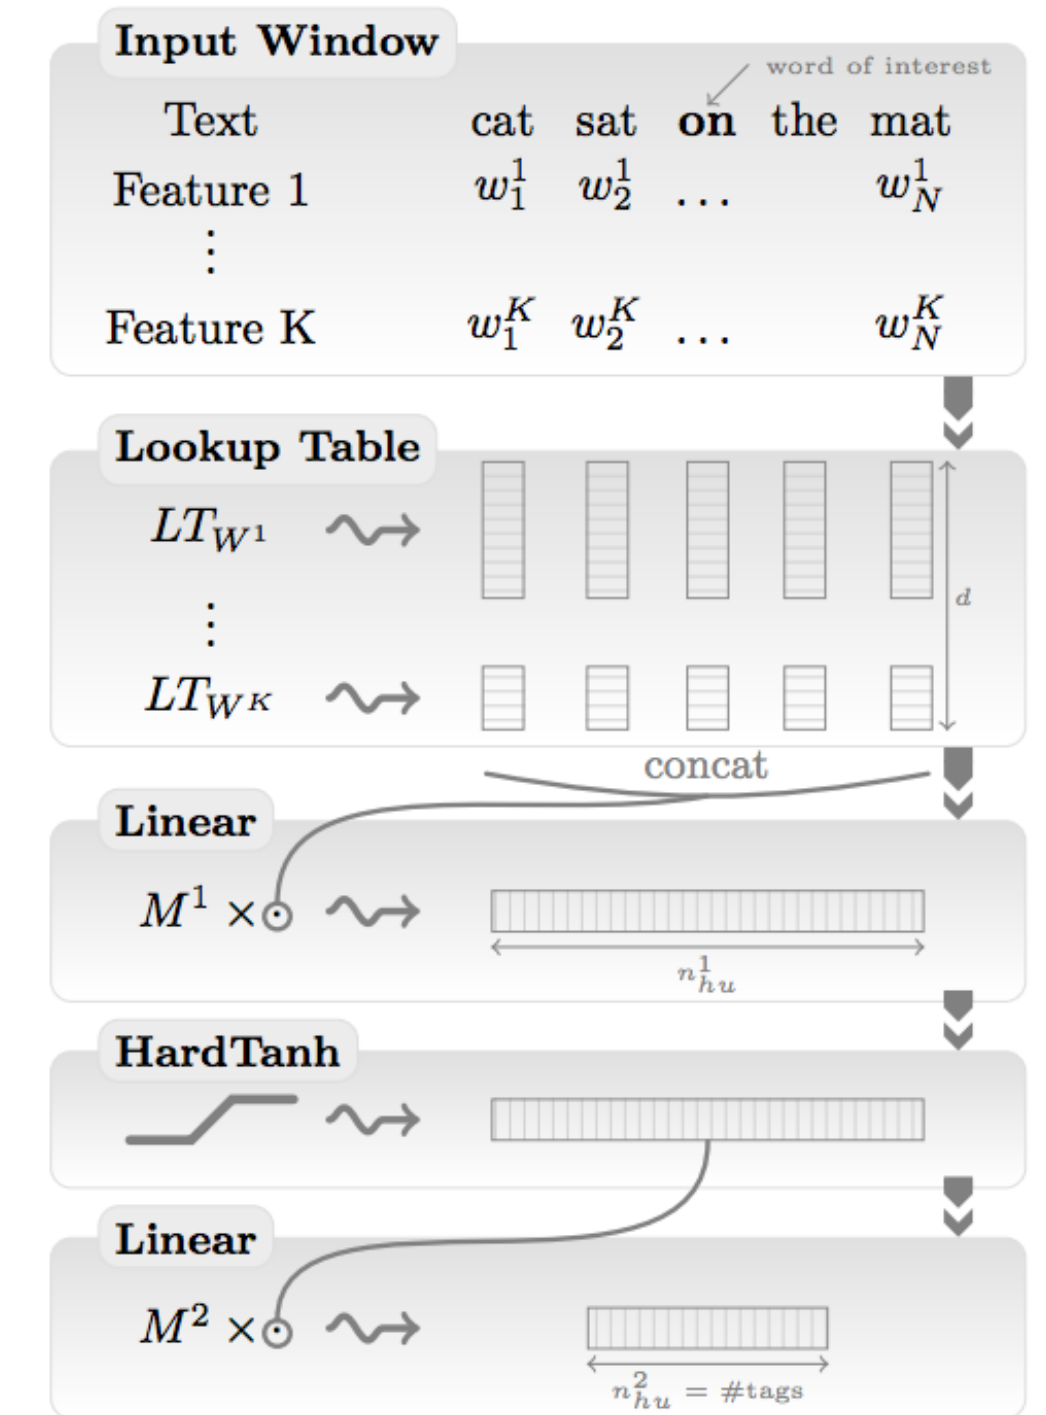 Input Window
word of interest
Text cat sat on the mat
Feature 1 w_1^1 w_2^1 ... w_N^1
⋮
Feature K w_1^K w_2^K ... w_N^K
Lookup Table
LT_{W^1}
d
⋮
LT_{W^K}
concat
Linear
M^1 × ⊙
n_{hu}^1
HardTanh
Linear
M^2 × ⊙
n_{hu}^2 = #tags